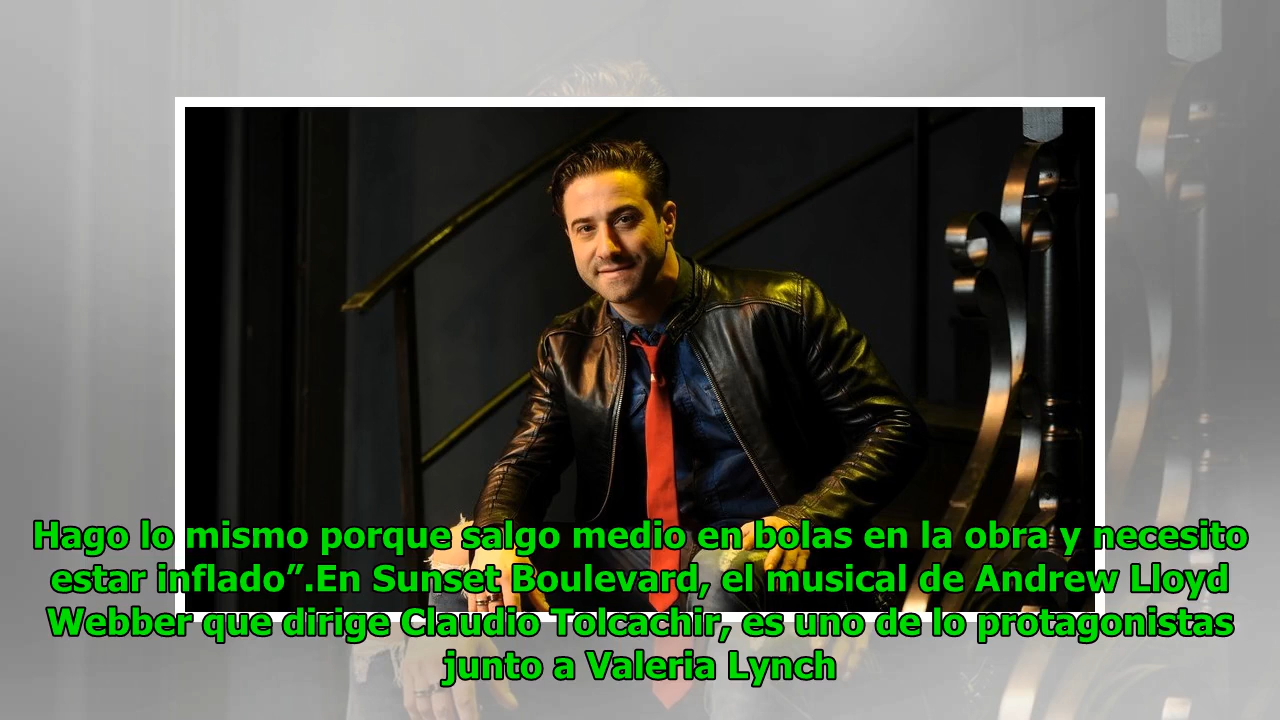 Hago lo mismo porque salgo medio en bolas en la obra y necesito
estar inflado”.En Sunset Boulevard, el musical de Andrew Lloyd
Webber que dirige Claudio Tolcachir, es uno de lo protagonistas
junto a Valeria Lynch